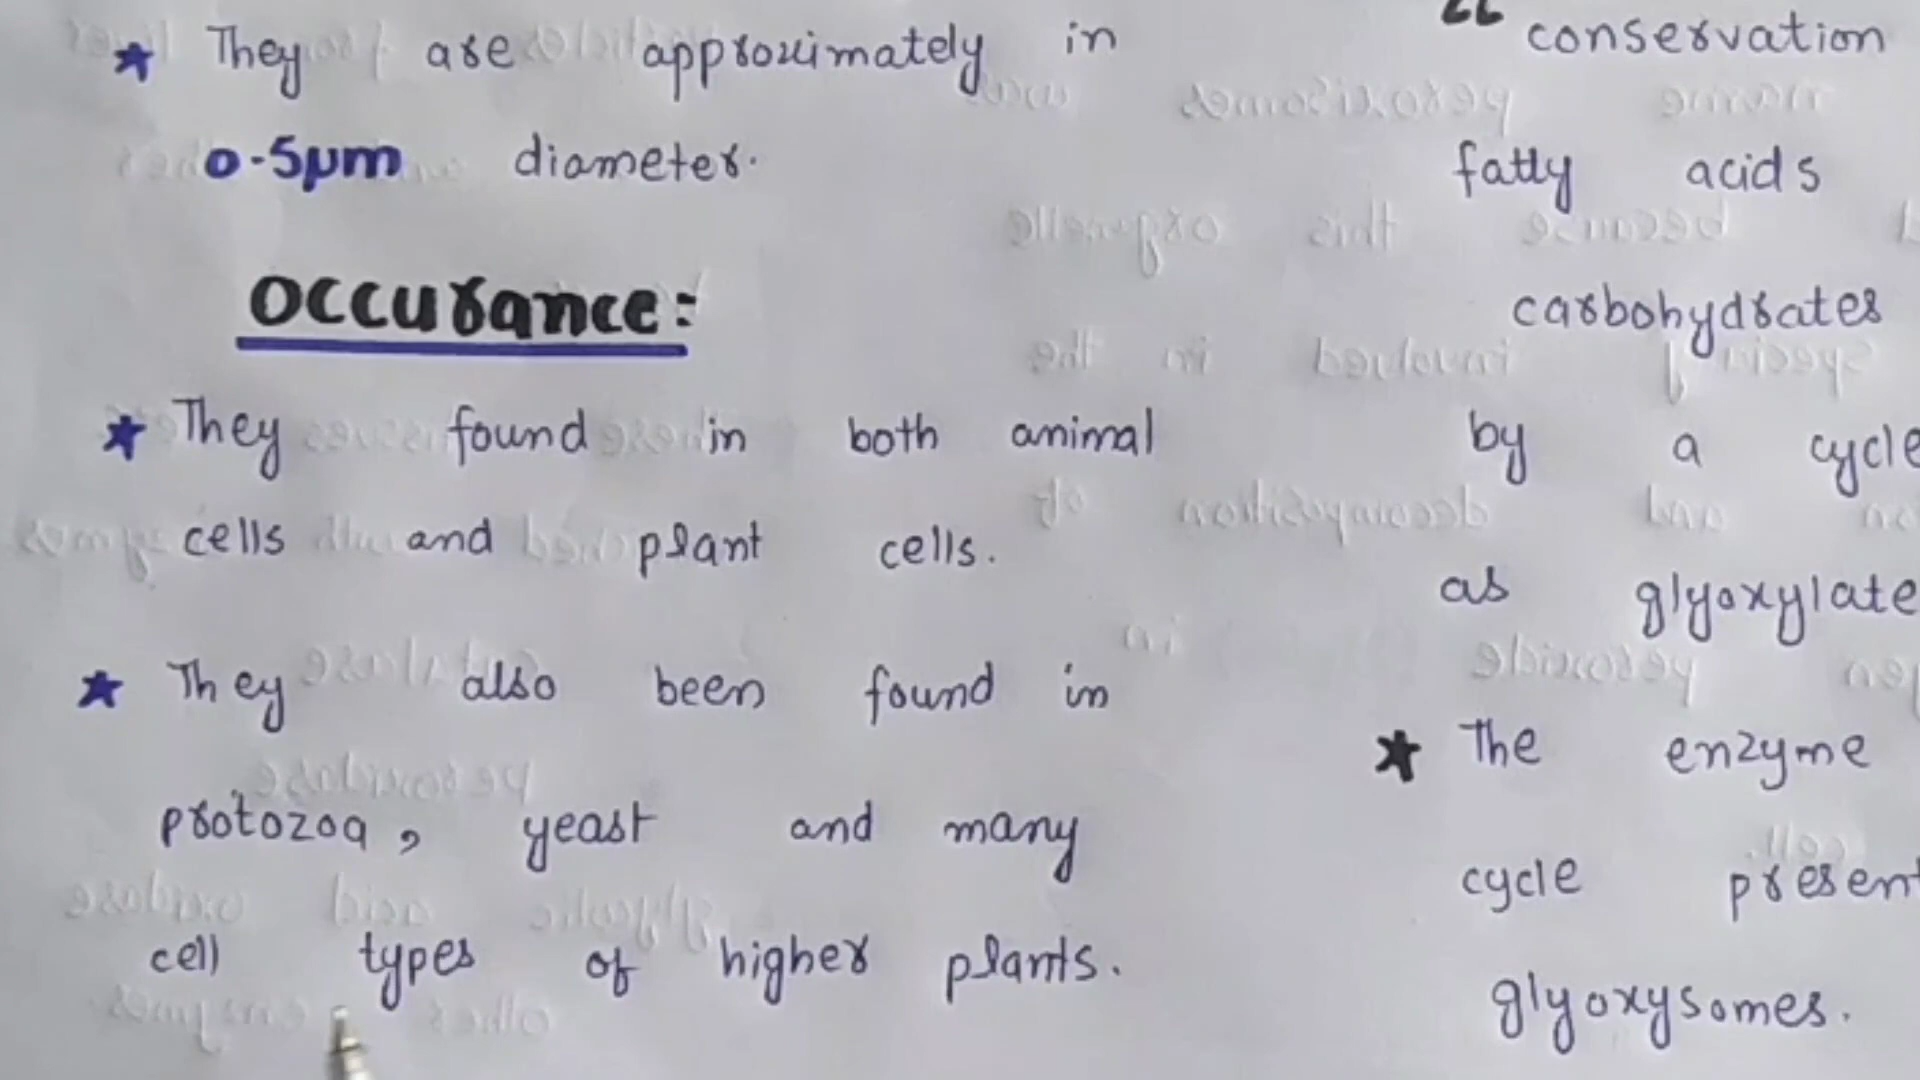 ★ They are approximately in
0.5μm diameter.
OCCURANCE:
★ They found in both animal
cells and plant cells.
★ They also been found in
protozoa, yeast and many
cell types of higher plants.
conservation
fatty acids
carbohydrates
by a cycle
as glyoxylate
★ The enzyme
cycle present
glyoxysomes.